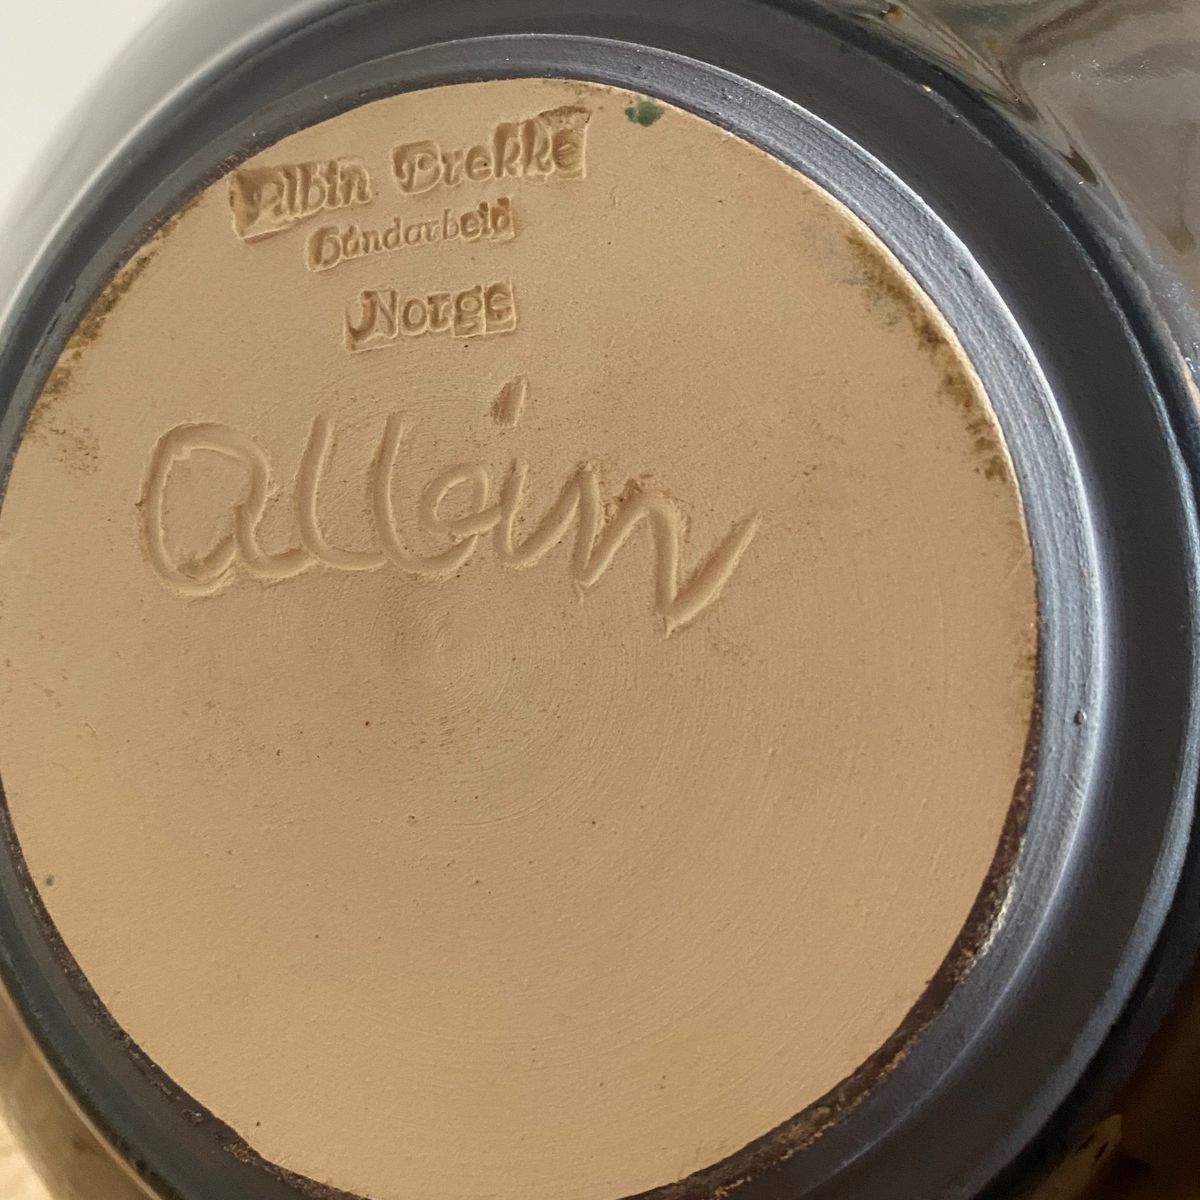 Albin Brekke
Håndarbeid
Norge
Albin